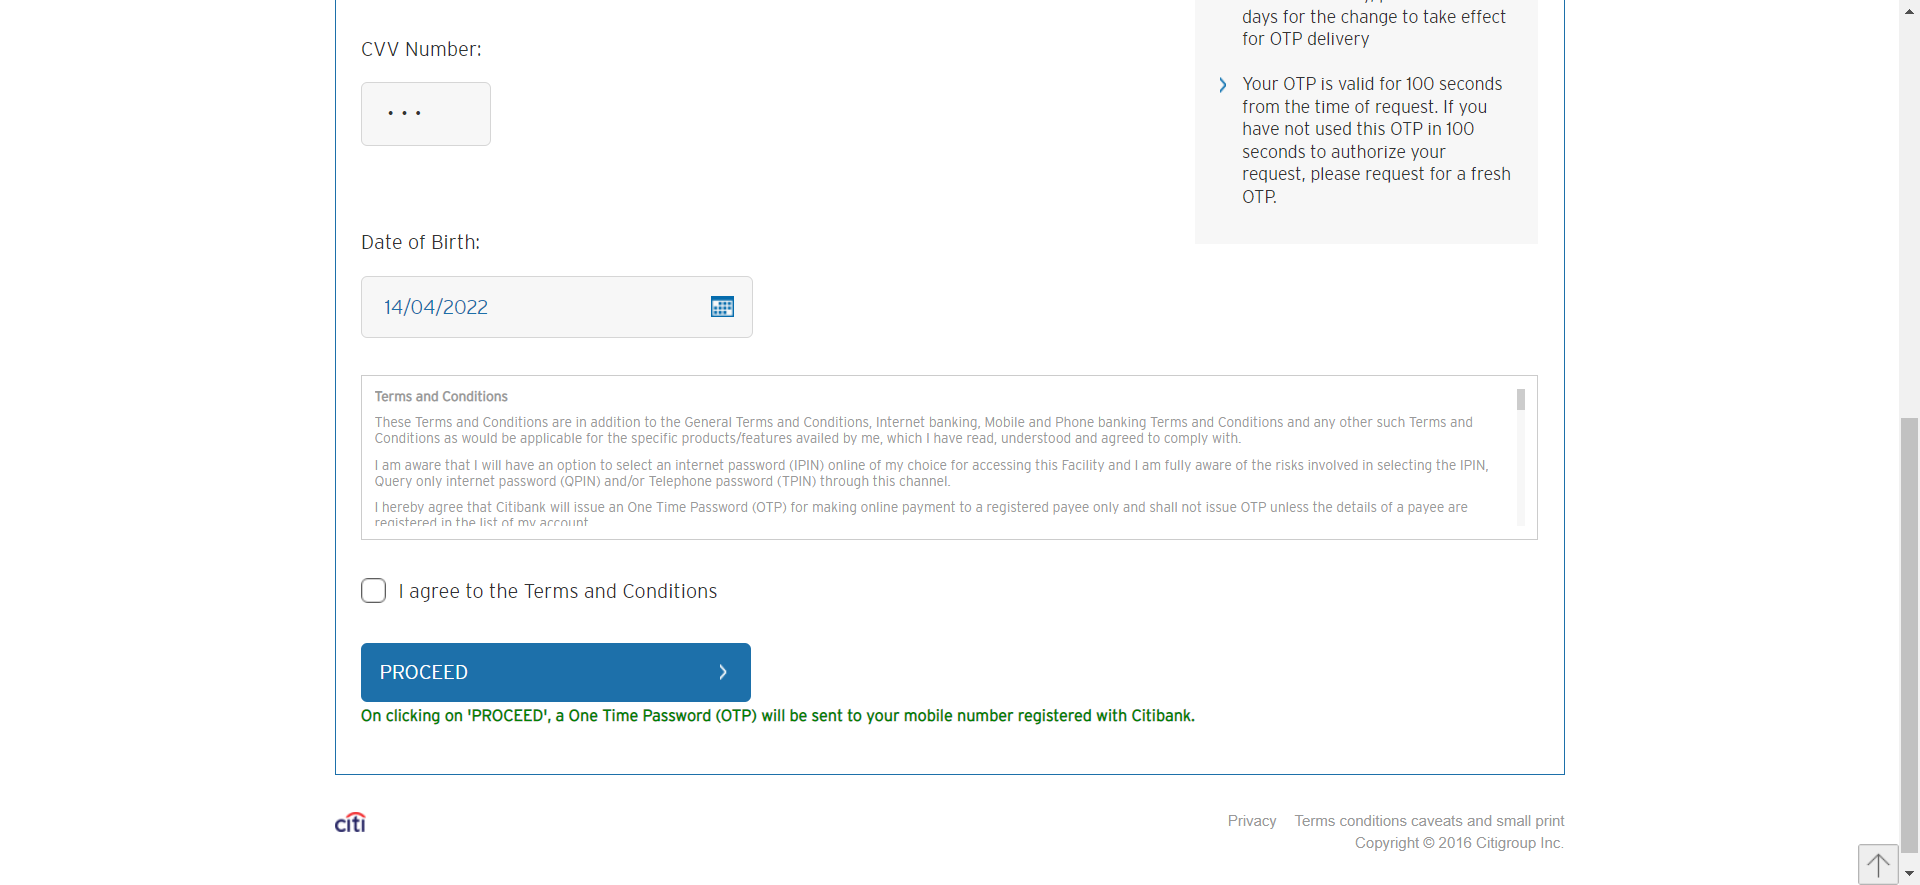 days for the change to take effect
for OTP delivery
CVV Number:
Your OTP is valid for 100 seconds
from the time of request. If you
have not used this OTP in 100
seconds to authorize your
request, please request for a fresh
OTP.
Date of Birth:
14/04/2022
Terms and Conditions
These Terms and Conditions are in addition to the General Terms and Conditions, Internet banking, Mobile and Phone banking Terms and Conditions and any other such Terms and
Conditions as would be applicable for the specific products/features availed by me, which I have read, understood and agreed to comply with.
I am aware that I will have an option to select an internet password (IPIN) online of my choice for accessing this Facility and I am fully aware of the risks involved in selecting the IPIN,
Query only internet password (QPIN) and/or Telephone password (TPIN) through this channel.
I hereby agree that Citibank will issue an One Time Password (OTP) for making online payment to a registered payee only and shall not issue OTP unless the details of a payee are
registered in the list of my account
I agree to the Terms and Conditions
PROCEED
On clicking on 'PROCEED', a One Time Password (OTP) will be sent to your mobile number registered with Citibank.
citi
Privacy Terms conditions caveats and small print
Copyright © 2016 Citigroup Inc.